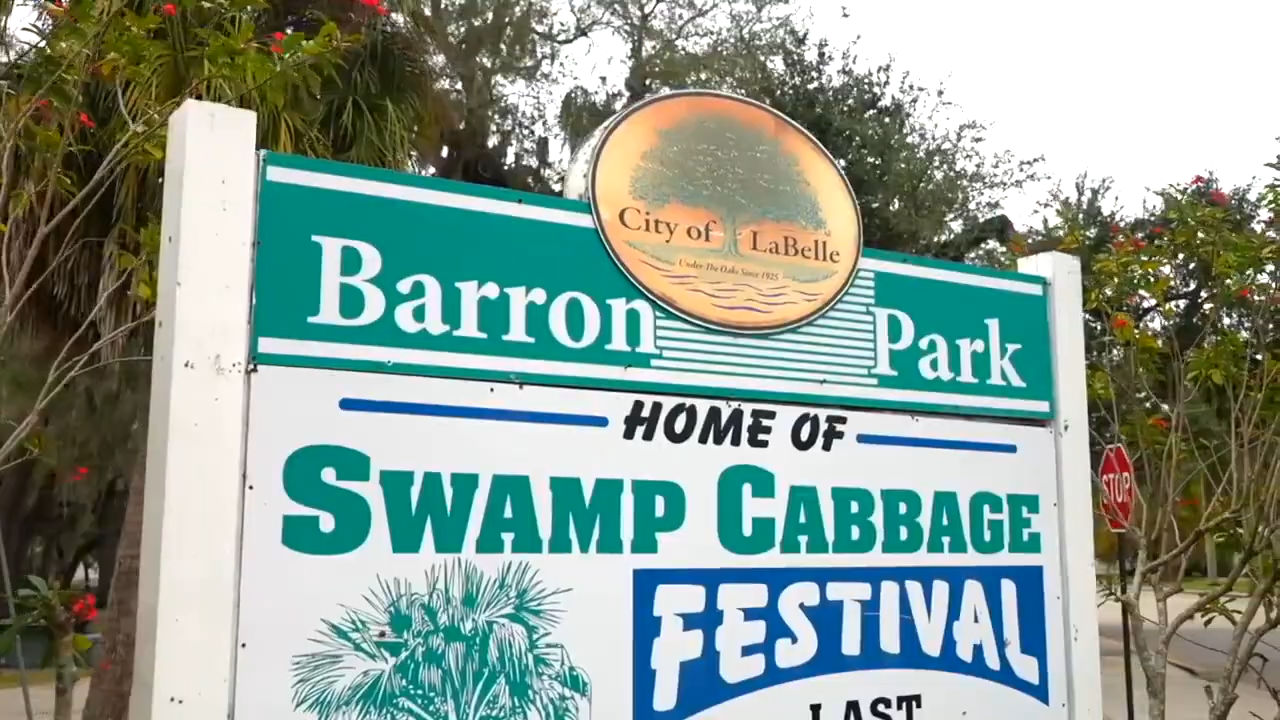 City of LaBelle
Under The Oaks Since 1925
Barron Park
HOME OF
SWAMP CABBAGE
FESTIVAL
LAST
STOP